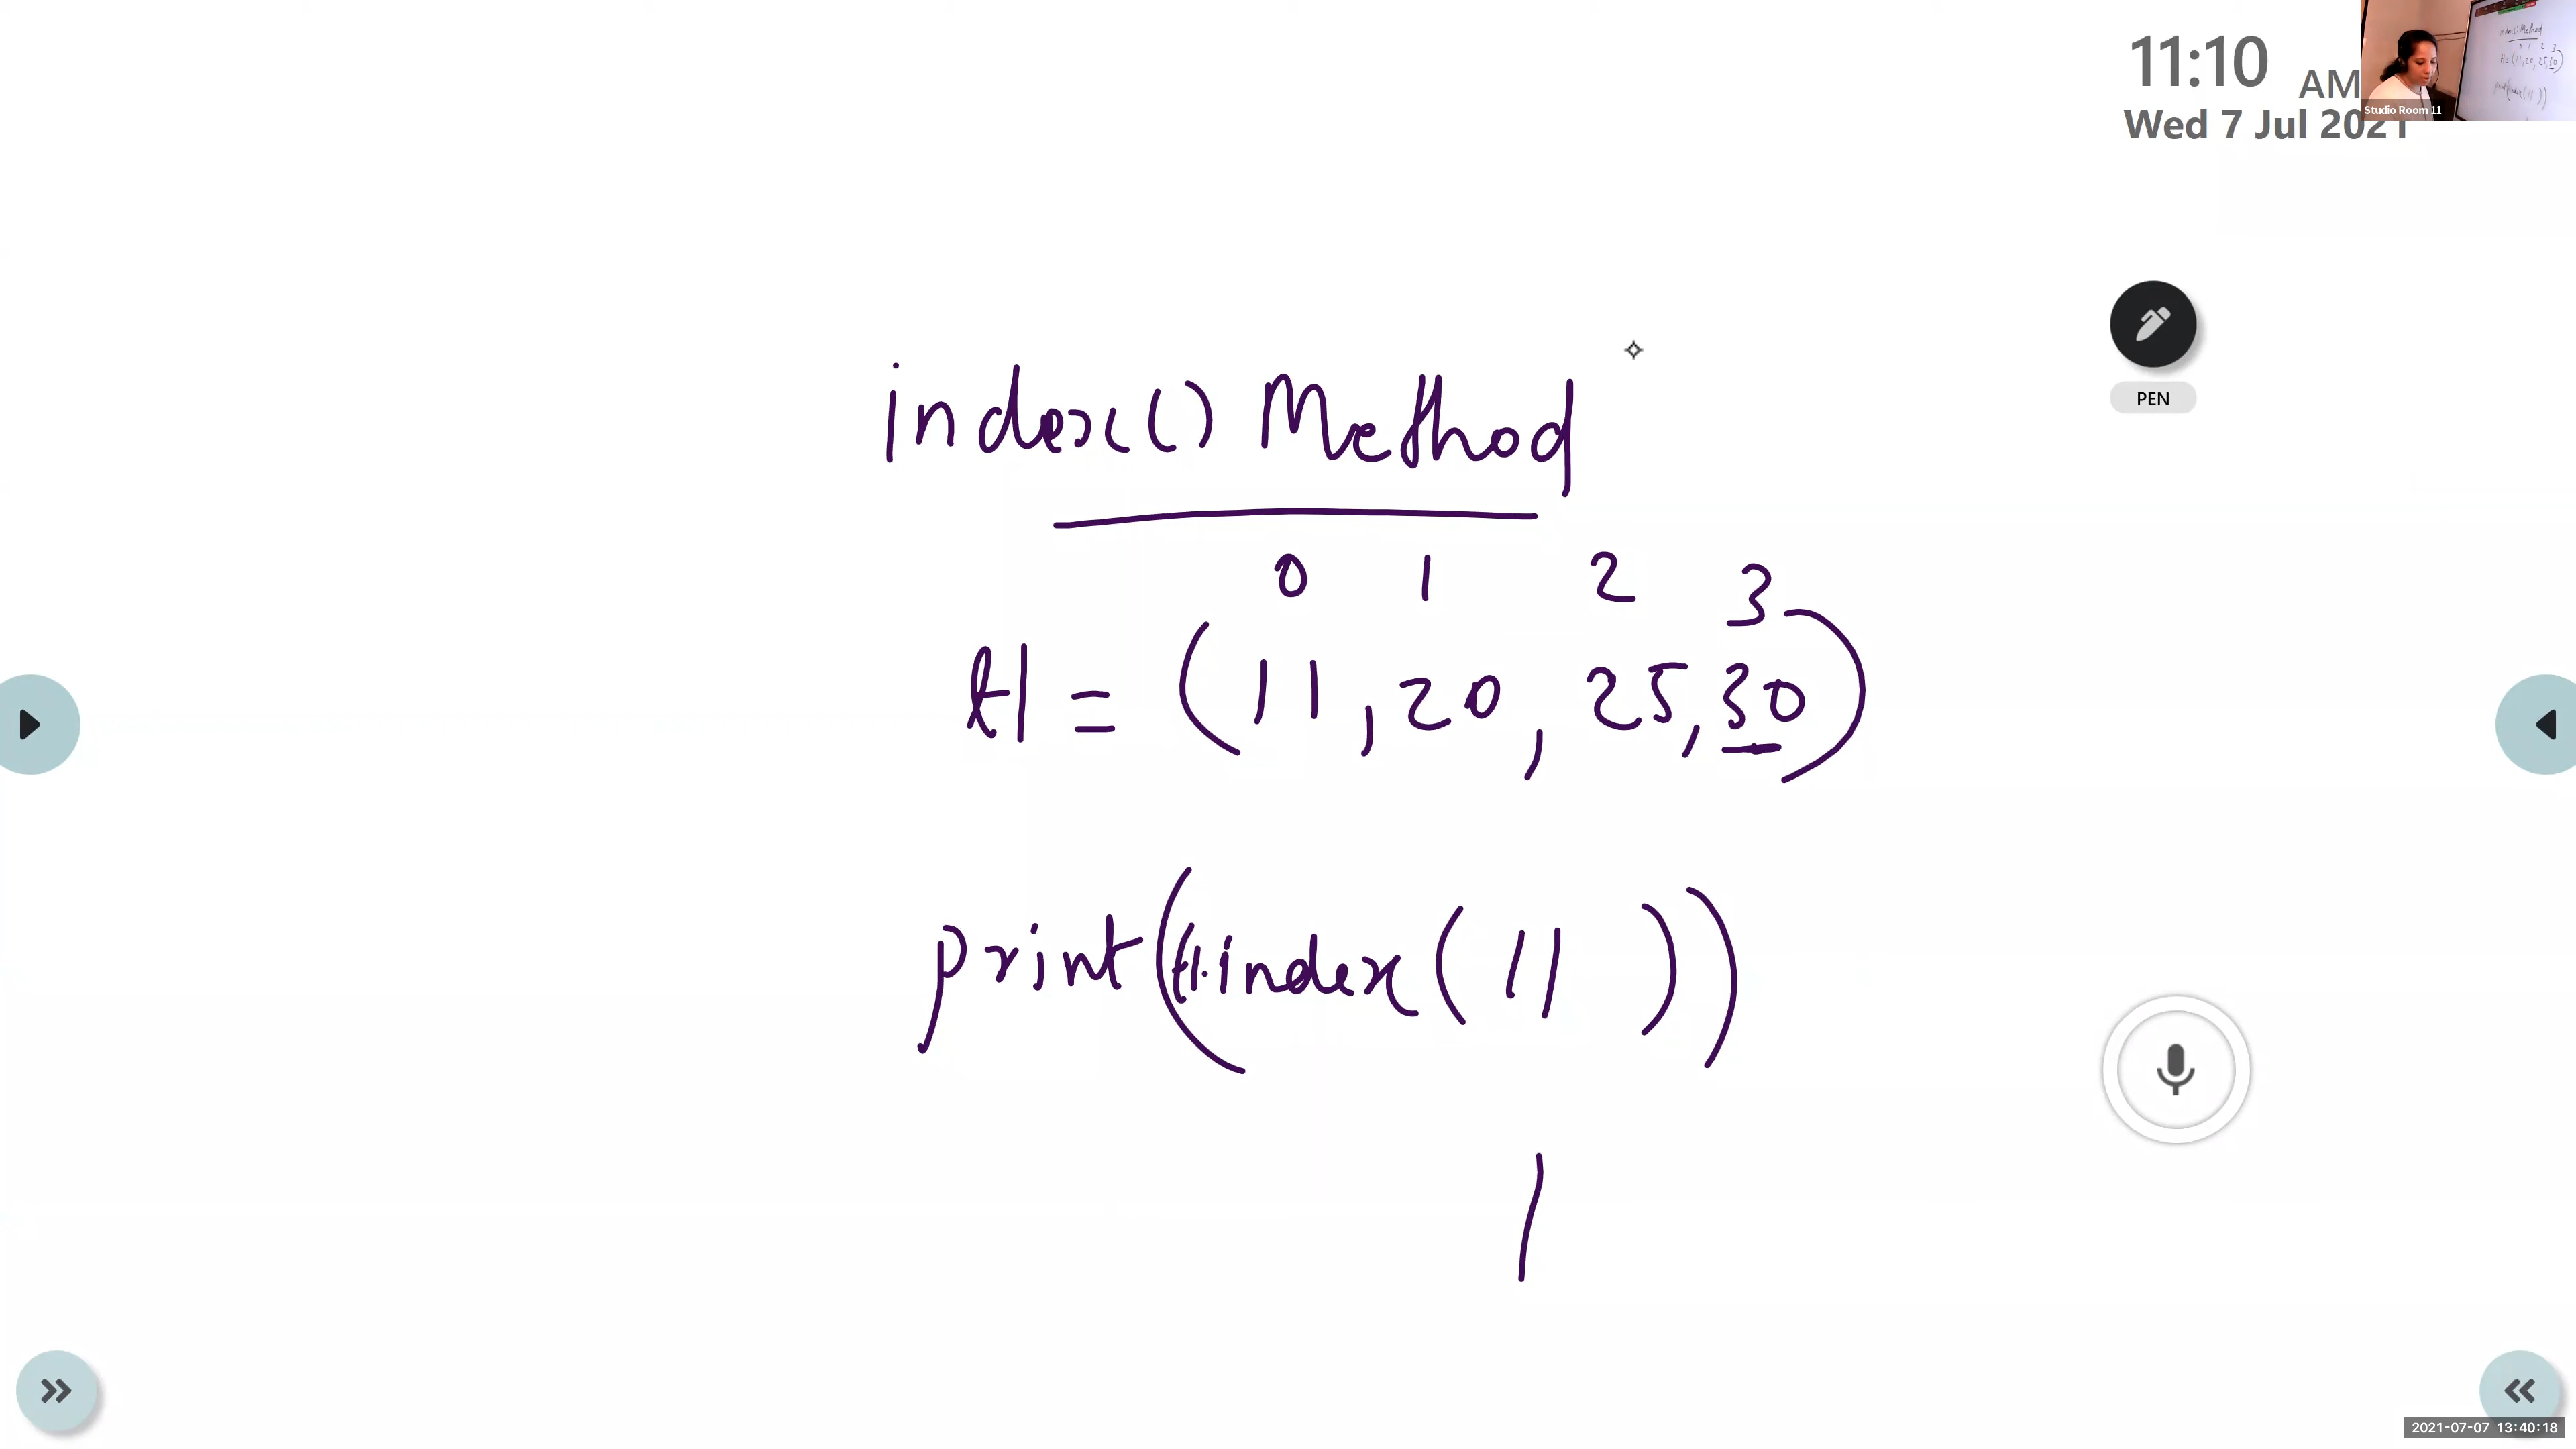 11:10 AM
Wed 7 Jul 2021
Studio Room 11
PEN
index() Method
0 1 2 3
t1 = (11, 20, 25, 30)
print(t1.index(11))
1
2021-07-07 13:40:18